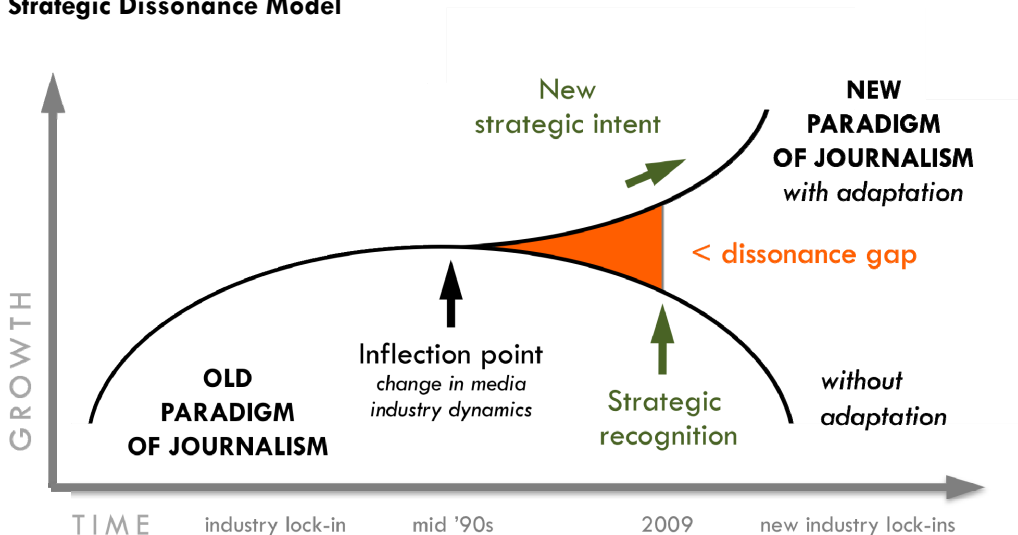 Strategic Dissonance Model
New
strategic intent
NEW
PARADIGM
OF JOURNALISM
with adaptation
< dissonance gap
GROWTH
Inflection point
change in media
industry dynamics
OLD
PARADIGM
OF JOURNALISM
Strategic
recognition
without
adaptation
TIME
industry lock-in
mid '90s
2009
new industry lock-ins